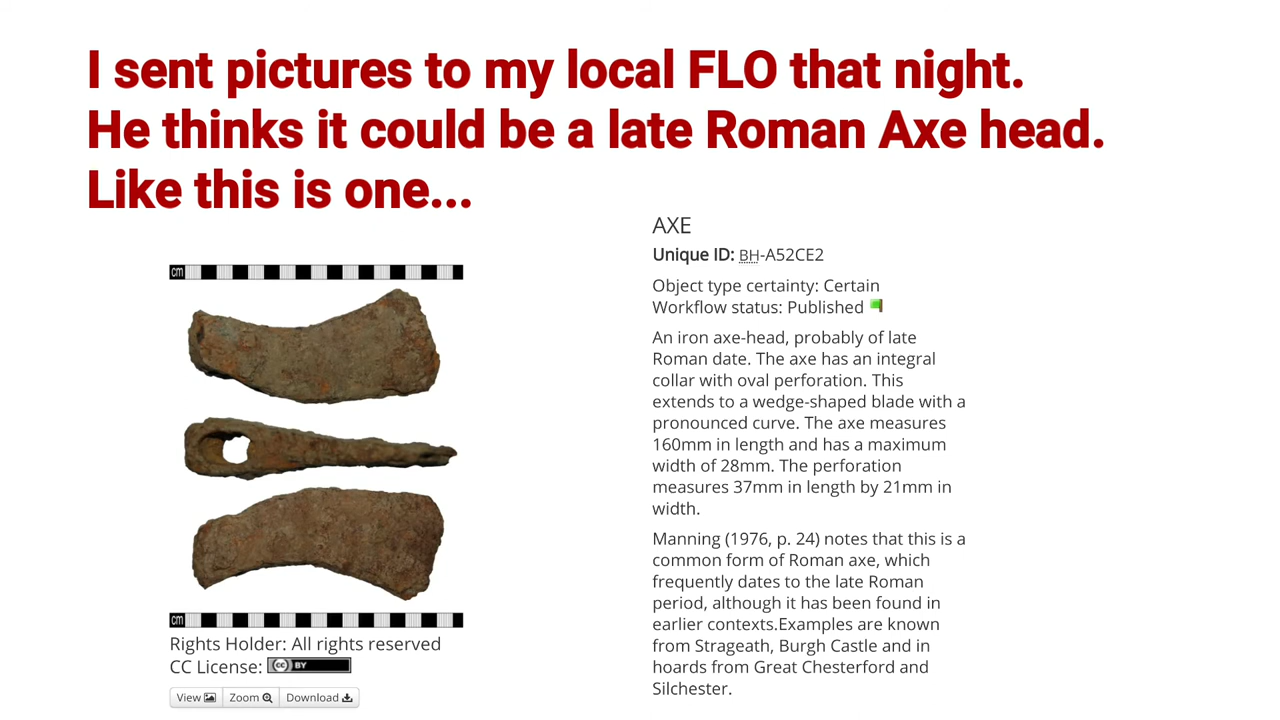 I sent pictures to my local FLO that night.
He thinks it could be a late Roman Axe head.
Like this is one...
cm
cm
Rights Holder: All rights reserved
CC License: cc BY
View Zoom Download
AXE
Unique ID: BH-A52CE2
Object type certainty: Certain
Workflow status: Published
An iron axe-head, probably of late
Roman date. The axe has an integral
collar with oval perforation. This
extends to a wedge-shaped blade with a
pronounced curve. The axe measures
160mm in length and has a maximum
width of 28mm. The perforation
measures 37mm in length by 21mm in
width.
Manning (1976, p. 24) notes that this is a
common form of Roman axe, which
frequently dates to the late Roman
period, although it has been found in
earlier contexts.Examples are known
from Strageath, Burgh Castle and in
hoards from Great Chesterford and
Silchester.